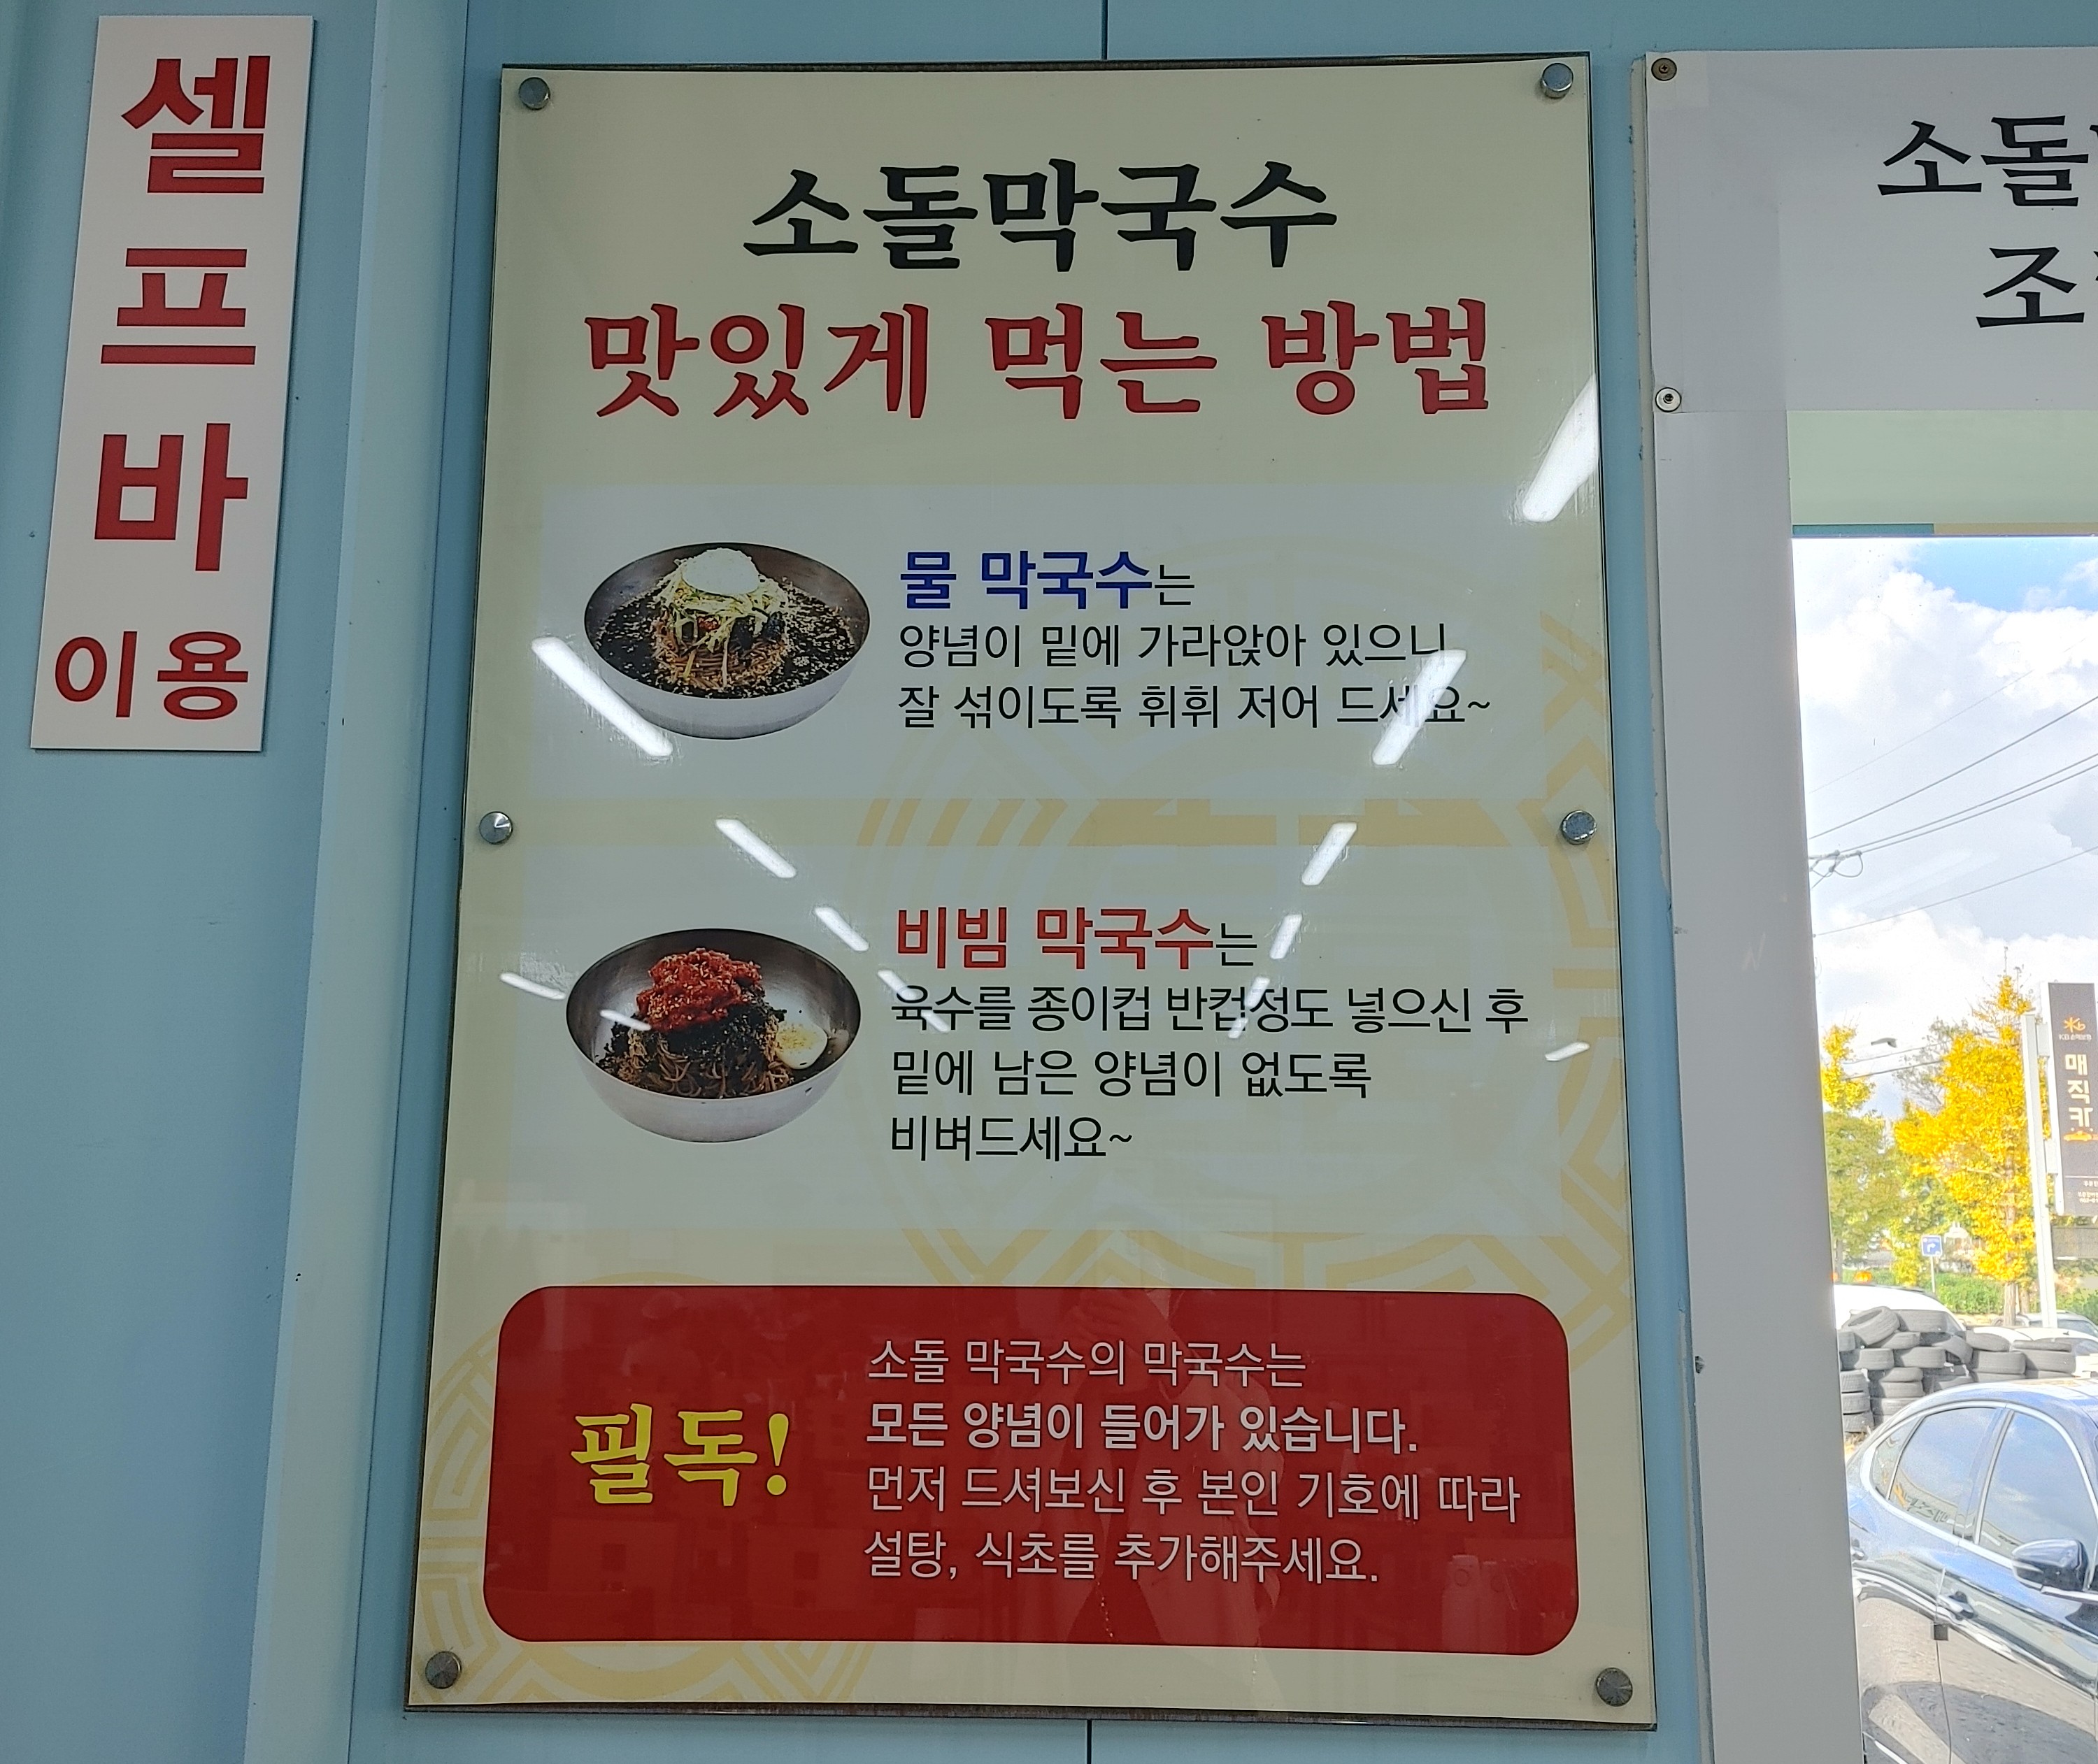 셀
프
바
이용
소돌막국수
맛있게 먹는 방법
물 막국수는
양념이 밑에 가라앉아 있으니
잘 섞이도록 휘휘 저어 드세요~
비빔 막국수는
육수를 종이컵 반컵정도 넣으신 후
밑에 남은 양념이 없도록
비벼드세요~
필독!
소돌 막국수의 막국수는
모든 양념이 들어가 있습니다.
먼저 드셔보신 후 본인 기호에 따라
설탕, 식초를 추가해주세요.
소돌
조
매
직
카